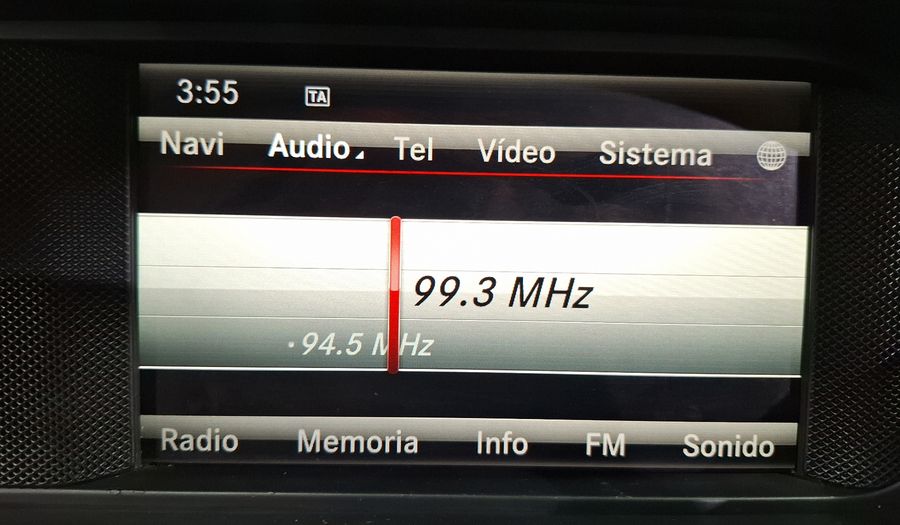 3:55 TA
Navi Audio Tel Vídeo Sistema
99.3 MHz
94.5 MHz
Radio Memoria Info FM Sonido